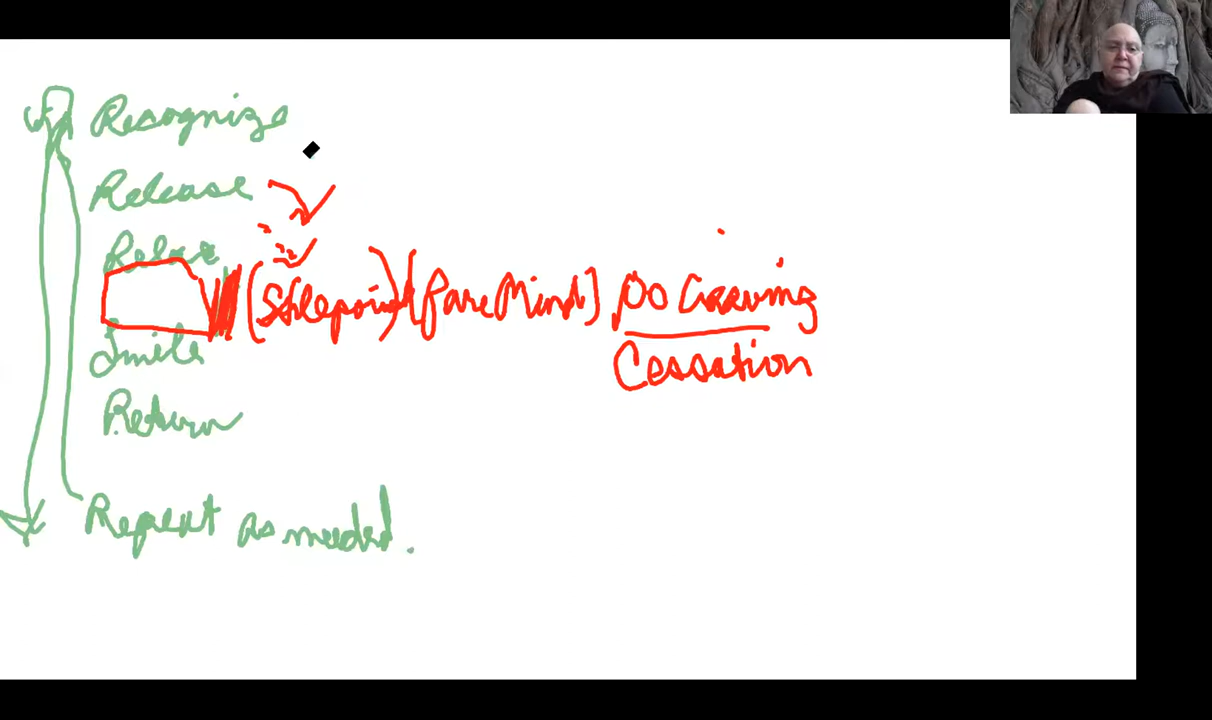 Recognize
Release
Relax
(Stillpoint) (Pure Mind) No Craving
Cessation
Smile
Return
Repeat as needed.